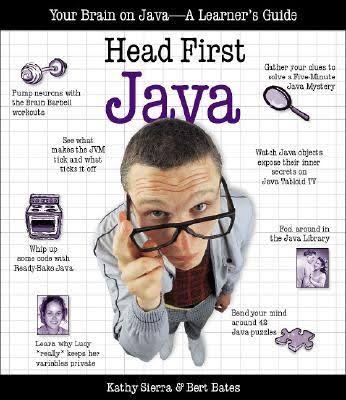 Your Brain on Java—A Learner's Guide
Head First
Java
Pump neurons with
the Brain Barbell
workouts
Gather your clues to
solve a Five-Minute
Java Mystery
See what
makes the JVM
tick and what
ticks it off
Watch Java objects
expose their inner
secrets on
Java Tabloid TV
Whip up
some code with
Ready-Bake Java
Fool around in
the Java Library
Learn why Lucy
*really* keeps her
variables private
Bend your mind
around 42
Java puzzles
Kathy Sierra & Bert Bates